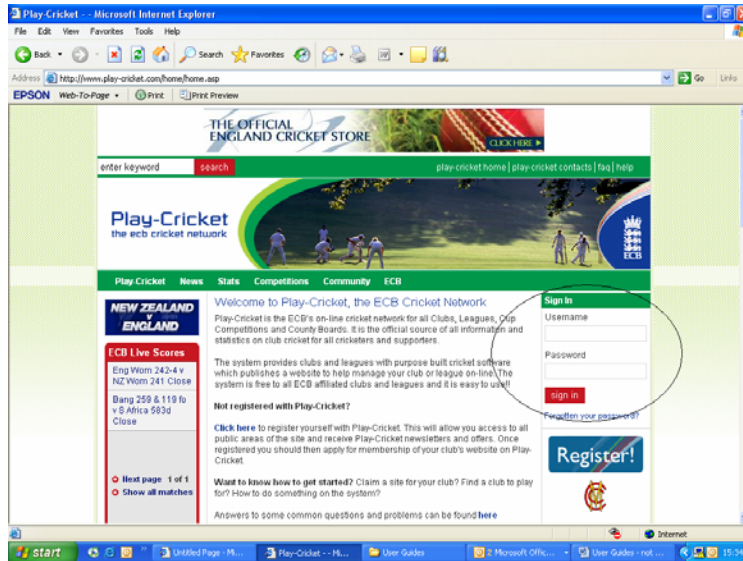 Play-Cricket - - Microsoft Internet Explorer
File Edit View Favorites Tools Help
Back Search Favorites
Address http://www.play-cricket.com/home/home.asp Go Links
EPSON Web-To-Page Print Print Preview
THE OFFICIAL
ENGLAND CRICKET STORE
CLICK HERE
enter keyword search play-cricket home | play-cricket contacts | faq | help
Play-Cricket
the ecb cricket network
ECB
Play-Cricket News Stats Competitions Community ECB
NEW ZEALAND
v
ENGLAND
ECB Live Scores
Eng Wom 242-4 v
NZ Wom 241 Close
Bang 259 & 119 fo
v S Africa 583d
Close
Next page 1 of 1
Show all matches
Welcome to Play-Cricket, the ECB Cricket Network
Play-Cricket is the ECB's on-line cricket network for all Clubs, Leagues, Cup
Competitions and County Boards. It is the official source of all information and
statistics on club cricket for all cricketers and supporters.
The system provides clubs and leagues with purpose built cricket software
which publishes a website to help manage your club or league on-line. The
system is free to all ECB affiliated clubs and leagues and it is easy to use!!
Not registered with Play-Cricket?
Click here to register yourself with Play-Cricket. This will allow you access to all
public areas of the site and receive Play-Cricket newsletters and offers. Once
registered you should then apply for membership of your club's website on Play-
Cricket.
Want to know how to get started? Claim a site for your club? Find a club to play
for? How to do something on the system?
Answers to some common questions and problems can be found here
Sign In
Username
Password
sign in
Forgotten your password?
Register!
Internet
start Untitled Page - Mi... Play-Cricket - - Mi... User Guides 2 Microsoft Offic... User Guides - not ... 15:34